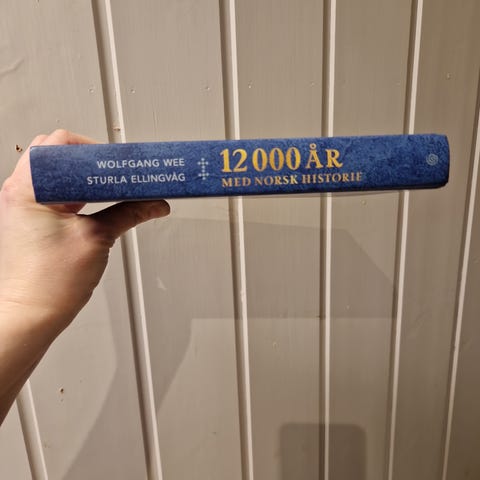 WOLFGANG WEE
STURLA ELLINGVÅG
12 000 ÅR
MED NORSK HISTORIE